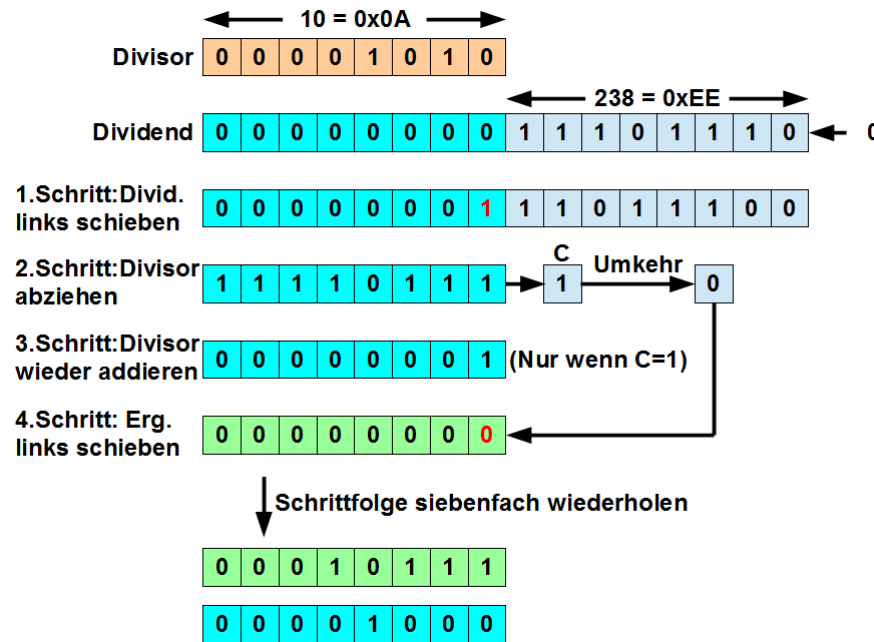 10 = 0x0A
Divisor 0 0 0 0 1 0 1 0
238 = 0xEE
Dividend 0 0 0 0 0 0 0 0 1 1 1 0 1 1 1 0
1.Schritt:Divid.
links schieben 0 0 0 0 0 0 0 1 1 1 0 1 1 1 0 0
C
2.Schritt:Divisor Umkehr
abziehen 1 1 1 1 0 1 1 1 1 0
3.Schritt:Divisor
wieder addieren 0 0 0 0 0 0 0 1 (Nur wenn C=1)
4.Schritt: Erg.
links schieben 0 0 0 0 0 0 0 0
Schrittfolge siebenfach wiederholen
0 0 0 1 0 1 1 1
0 0 0 0 1 0 0 0